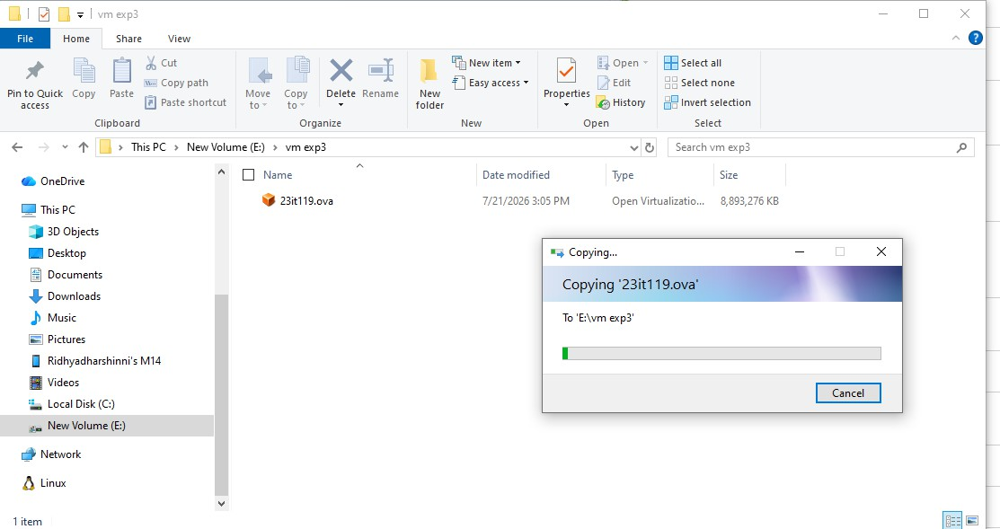 vm exp3
File Home Share View
Pin to Quick access
Copy
Paste
Cut
Copy path
Paste shortcut
Clipboard
Move to
Copy to
Delete
Rename
Organize
New folder
New item
Easy access
New
Properties
Open
Edit
History
Open
Select all
Select none
Invert selection
Select
This PC > New Volume (E:) > vm exp3
Search vm exp3
OneDrive
This PC
3D Objects
Desktop
Documents
Downloads
Music
Pictures
Ridhyadharshinni's M14
Videos
Local Disk (C:)
New Volume (E:)
Network
Linux
Name Date modified Type Size
23it119.ova 7/21/2026 3:05 PM Open Virtualizatio... 8,893,276 KB
Copying...
Copying '23it119.ova'
To 'E:\vm exp3'
Cancel
1 item